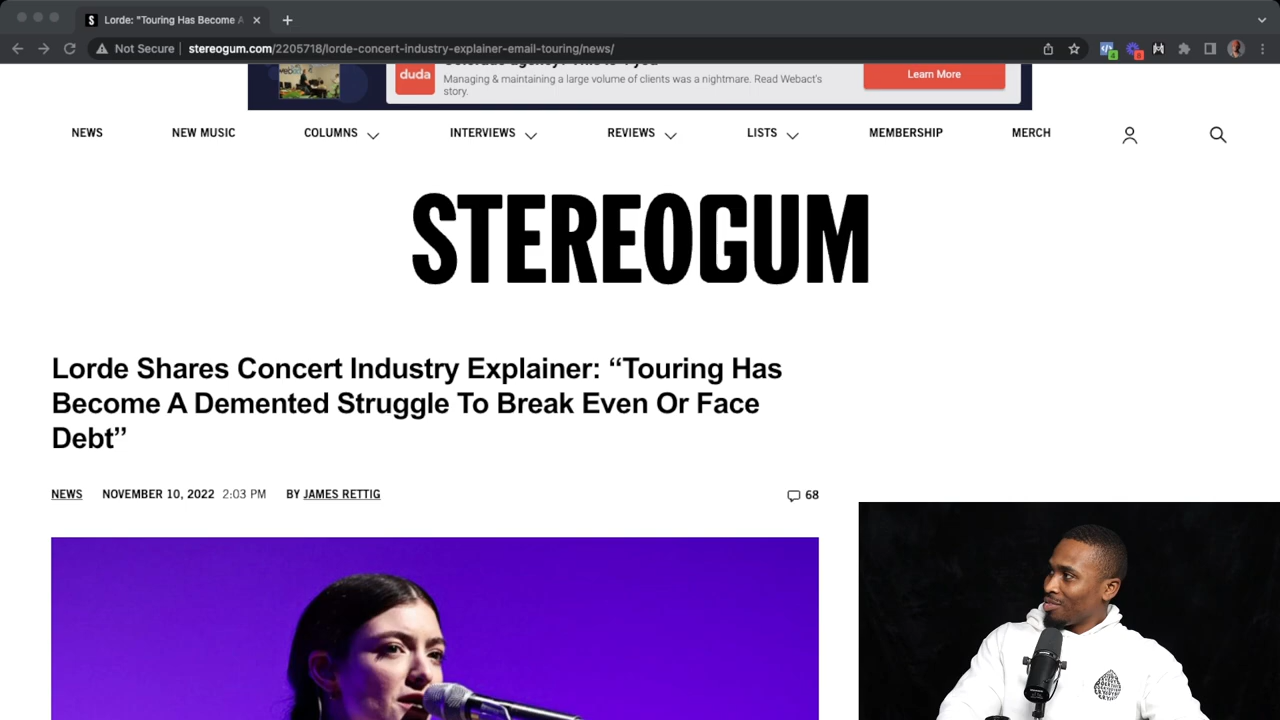 Lorde: "Touring Has Become A
Not Secure
stereogum.com/2205718/lorde-concert-industry-explainer-email-touring/news/
duda
Managing & maintaining a large volume of clients was a nightmare. Read Webact's
story.
Learn More
NEWS
NEW MUSIC
COLUMNS
INTERVIEWS
REVIEWS
LISTS
MEMBERSHIP
MERCH
STEREOGUM
Lorde Shares Concert Industry Explainer: “Touring Has
Become A Demented Struggle To Break Even Or Face
Debt”
NEWS NOVEMBER 10, 2022 2:03 PM BY JAMES RETTIG
68